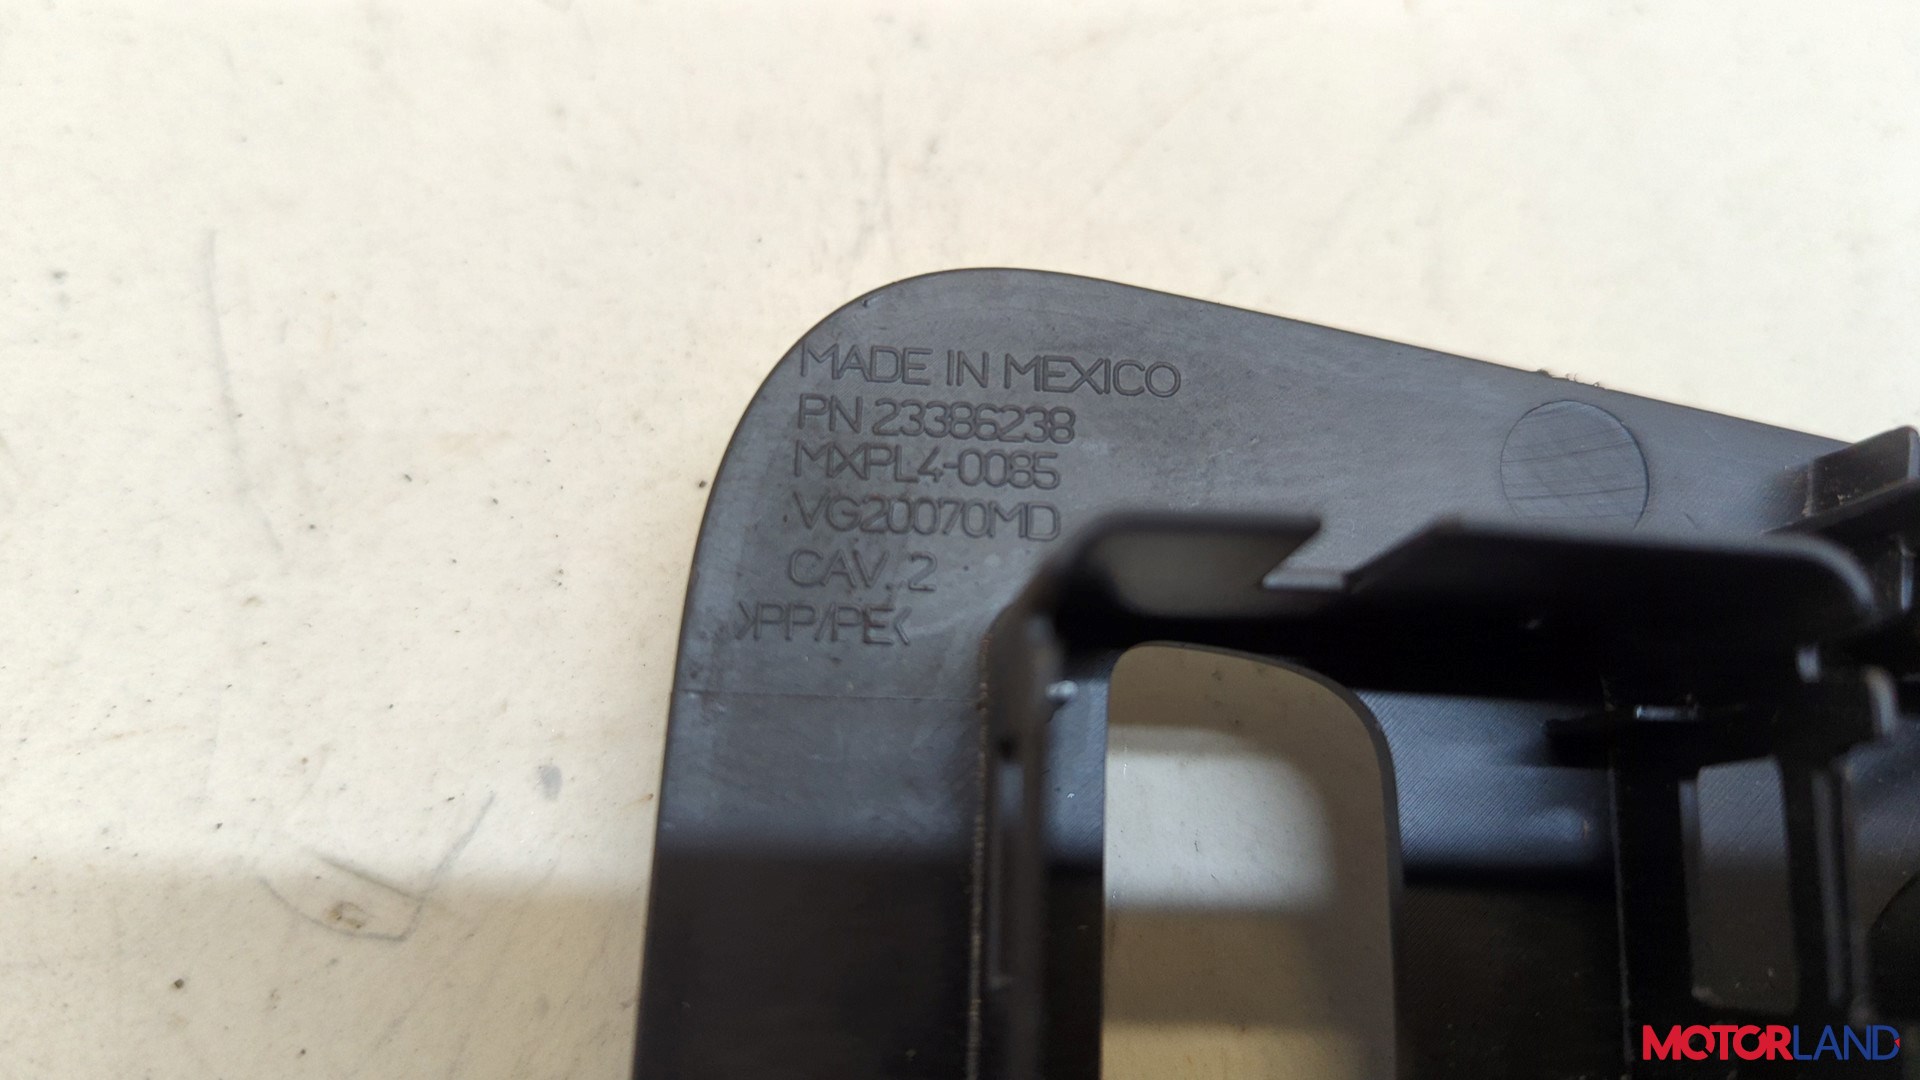 MADE IN MEXICO
PN 23386238
MXPL4-0085
VG20070MD
CAV. 2
>PP/PE<
MOTORLAND